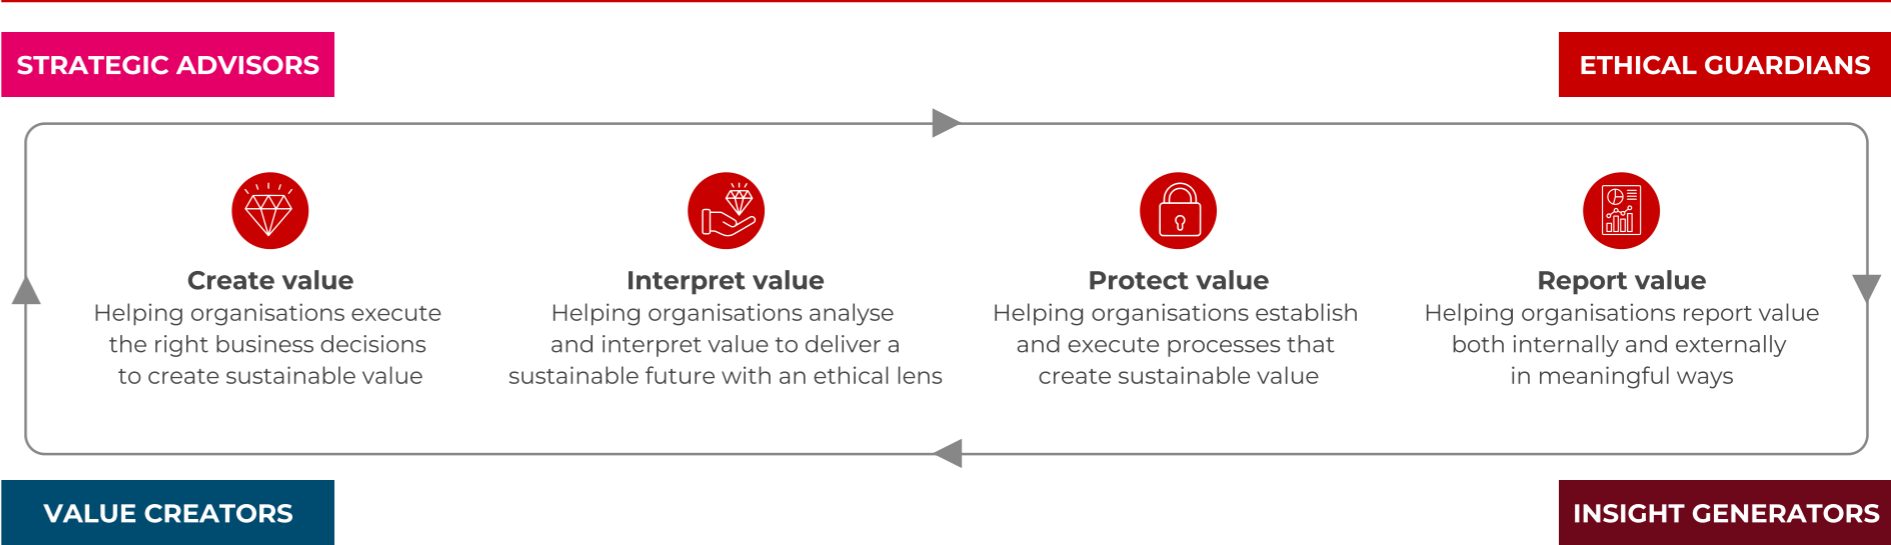 STRATEGIC ADVISORS
ETHICAL GUARDIANS
Create value
Helping organisations execute
the right business decisions
to create sustainable value
Interpret value
Helping organisations analyse
and interpret value to deliver a
sustainable future with an ethical lens
Protect value
Helping organisations establish
and execute processes that
create sustainable value
Report value
Helping organisations report value
both internally and externally
in meaningful ways
VALUE CREATORS
INSIGHT GENERATORS